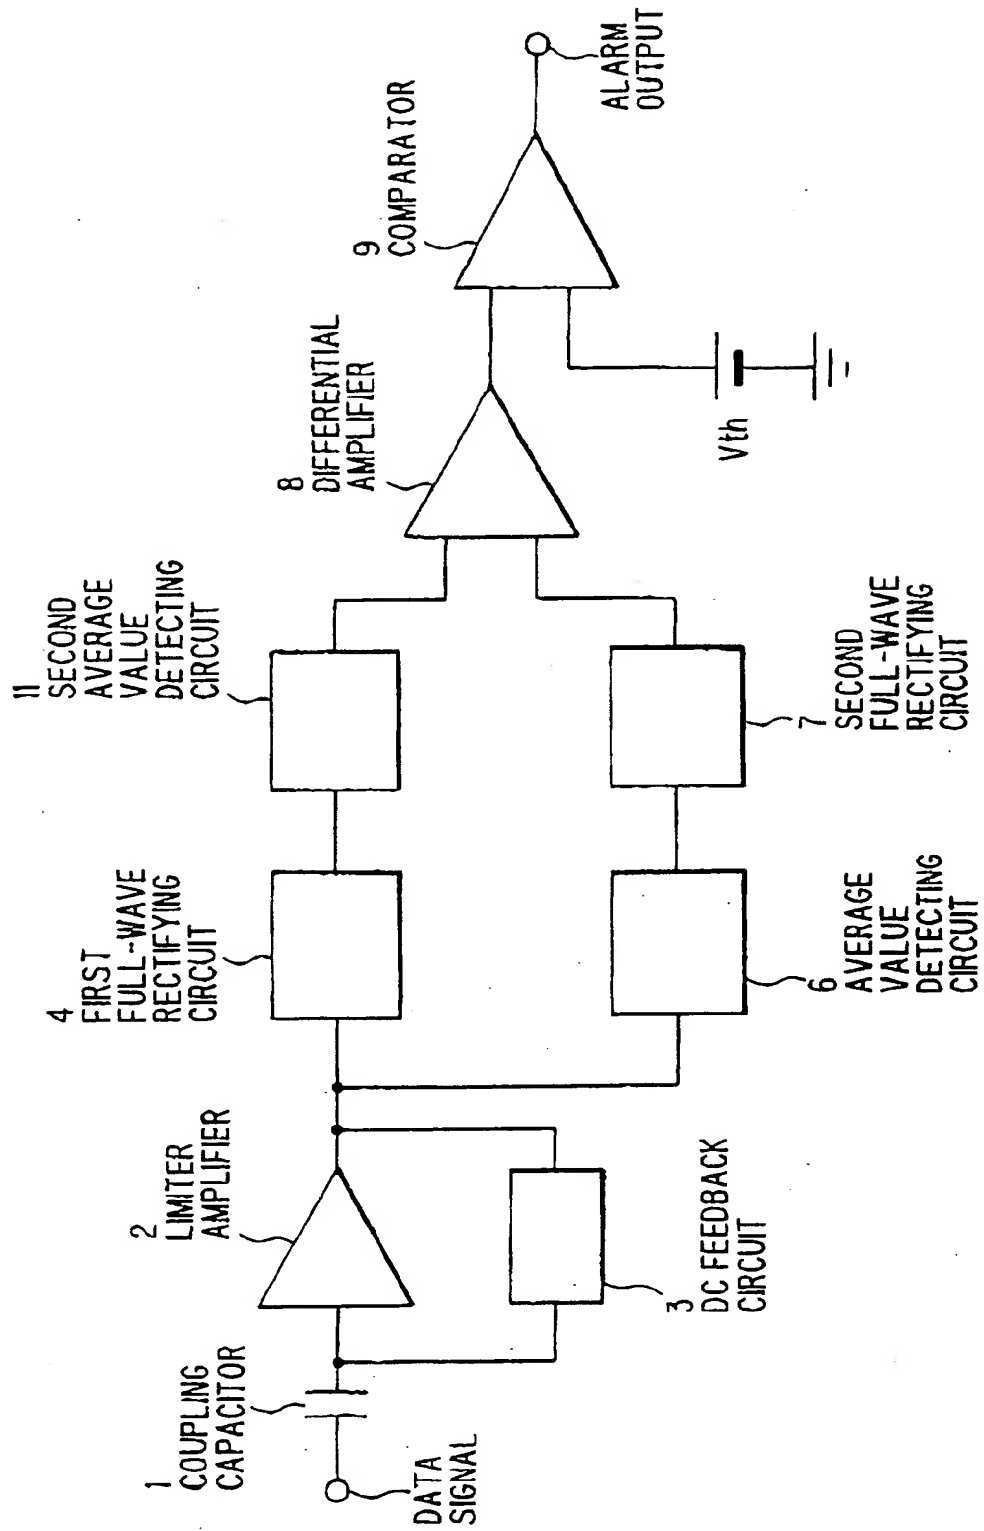 1
COUPLING
CAPACITOR
DATA
SIGNAL
2
LIMITER
AMPLIFIER
3
DC FEEDBACK
CIRCUIT
4
FIRST
FULL-WAVE
RECTIFYING
CIRCUIT
6
AVERAGE
VALUE
DETECTING
CIRCUIT
11
SECOND
AVERAGE
VALUE
DETECTING
CIRCUIT
7
SECOND
FULL-WAVE
RECTIFYING
CIRCUIT
8
DIFFERENTIAL
AMPLIFIER
Vth
9
COMPARATOR
ALARM
OUTPUT